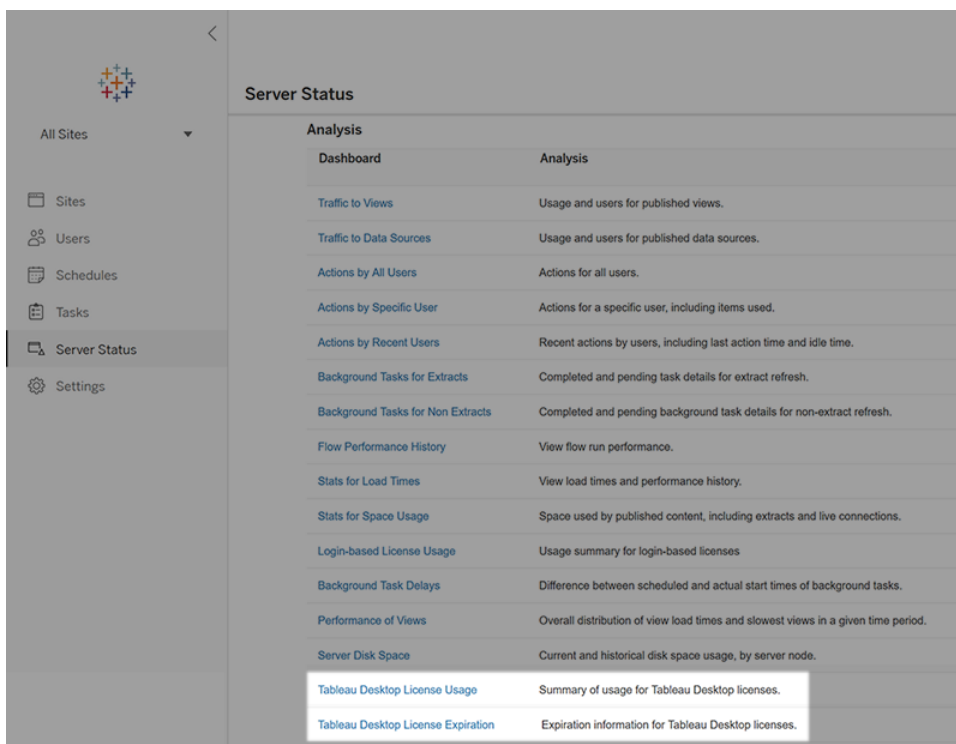 All Sites
Sites
Users
Schedules
Tasks
Server Status
Settings
Server Status
Analysis
Dashboard Analysis
Traffic to Views Usage and users for published views.
Traffic to Data Sources Usage and users for published data sources.
Actions by All Users Actions for all users.
Actions by Specific User Actions for a specific user, including items used.
Actions by Recent Users Recent actions by users, including last action time and idle time.
Background Tasks for Extracts Completed and pending task details for extract refresh.
Background Tasks for Non Extracts Completed and pending background task details for non-extract refresh.
Flow Performance History View flow run performance.
Stats for Load Times View load times and performance history.
Stats for Space Usage Space used by published content, including extracts and live connections.
Login-based License Usage Usage summary for login-based licenses
Background Task Delays Difference between scheduled and actual start times of background tasks.
Performance of Views Overall distribution of view load times and slowest views in a given time period.
Server Disk Space Current and historical disk space usage, by server node.
Tableau Desktop License Usage Summary of usage for Tableau Desktop licenses.
Tableau Desktop License Expiration Expiration information for Tableau Desktop licenses.